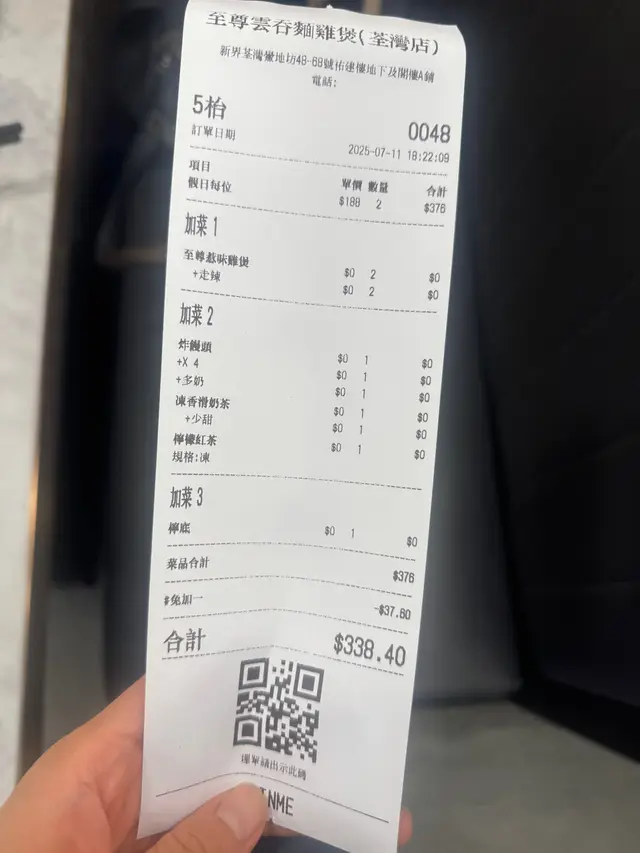 至尊雲吞麵雞煲(荃灣店)
新界荃灣聯地坊48-68號祐建樓地下及閣樓A鋪
電話:
5枱 0048
訂單日期 2025-07-11 18:22:09
項目 單價 數量 合計
假日每位 $188 2 $376
加菜 1
至尊惹味雞煲 $0 2 $0
+走辣 $0 2 $0
加菜 2
炸饅頭 $0 1 $0
+X 4 $0 1 $0
+多奶 $0 1 $0
凍香滑奶茶 $0 1 $0
+少甜 $0 1 $0
檸檬紅茶 $0 1 $0
規格:凍
加菜 3
檸底 $0 1 $0
菜品合計 $376
#免加一 -$37.60
合計 $338.40
埋單請出示此碼
INME